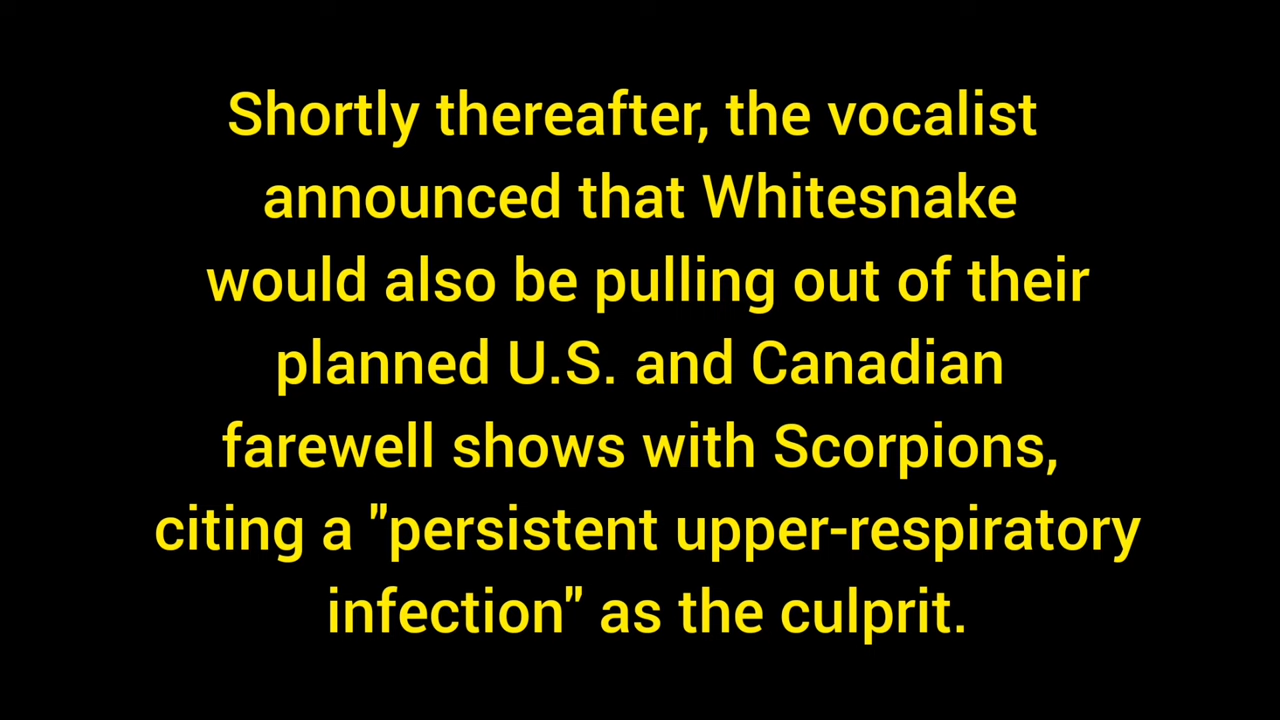 Shortly thereafter, the vocalist
announced that Whitesnake
would also be pulling out of their
planned U.S. and Canadian
farewell shows with Scorpions,
citing a "persistent upper-respiratory
infection" as the culprit.